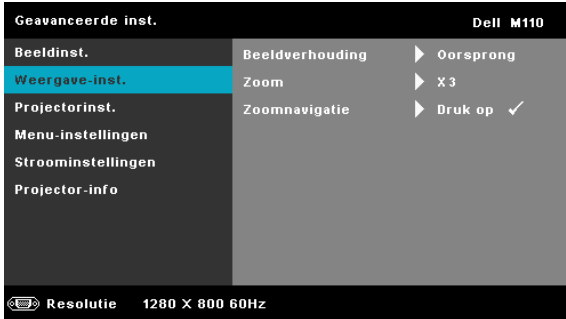 Geavanceerde inst. Dell M110
Beeldinst.
Weergave-inst.
Projectorinst.
Menu-instellingen
Stroominstellingen
Projector-info
Beeldverhouding Oorsprong
Zoom X3
Zoomnavigatie Druk op ✓
Resolutie 1280 X 800 60Hz